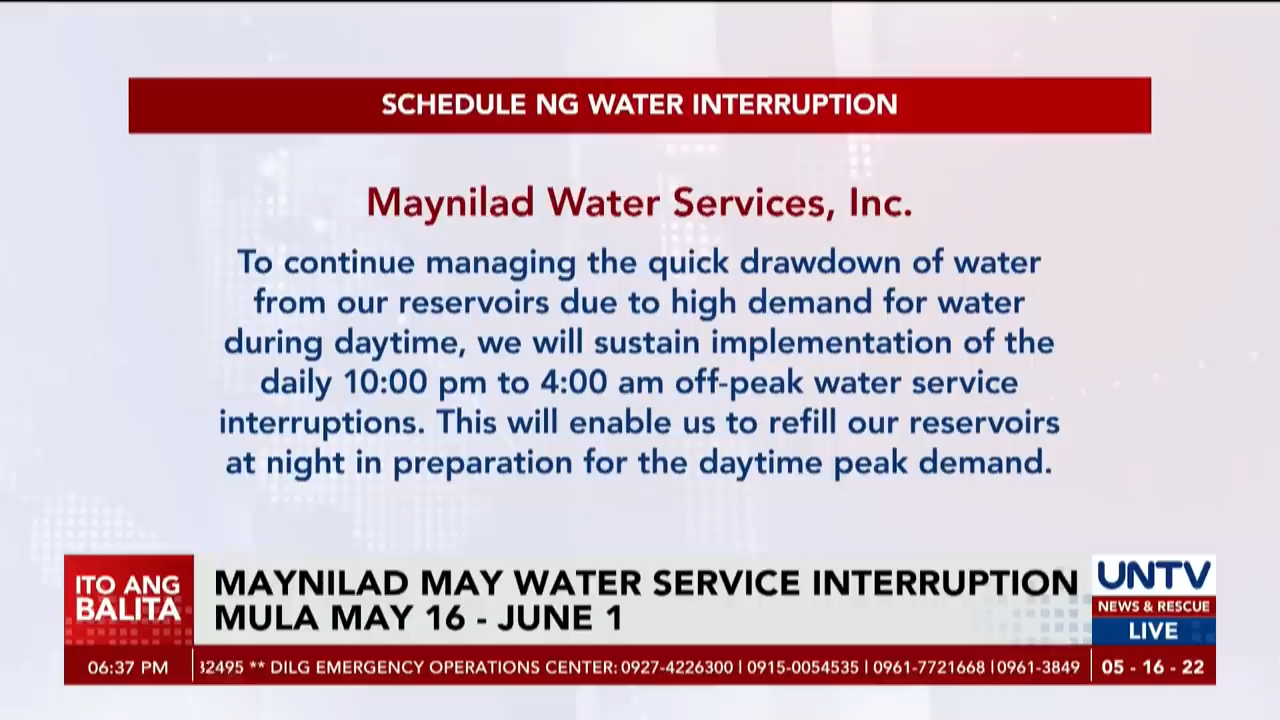 SCHEDULE NG WATER INTERRUPTION
Maynilad Water Services, Inc.
To continue managing the quick drawdown of water
from our reservoirs due to high demand for water
during daytime, we will sustain implementation of the
daily 10:00 pm to 4:00 am off-peak water service
interruptions. This will enable us to refill our reservoirs
at night in preparation for the daytime peak demand.
ITO ANG
BALITA
MAYNILAD MAY WATER SERVICE INTERRUPTION
MULA MAY 16 - JUNE 1
UNTV
NEWS & RESCUE
LIVE
06:37 PM
32495 ** DILG EMERGENCY OPERATIONS CENTER: 0927-4226300 | 0915-0054535 | 0961-7721668 | 0961-3849
05 - 16 - 22